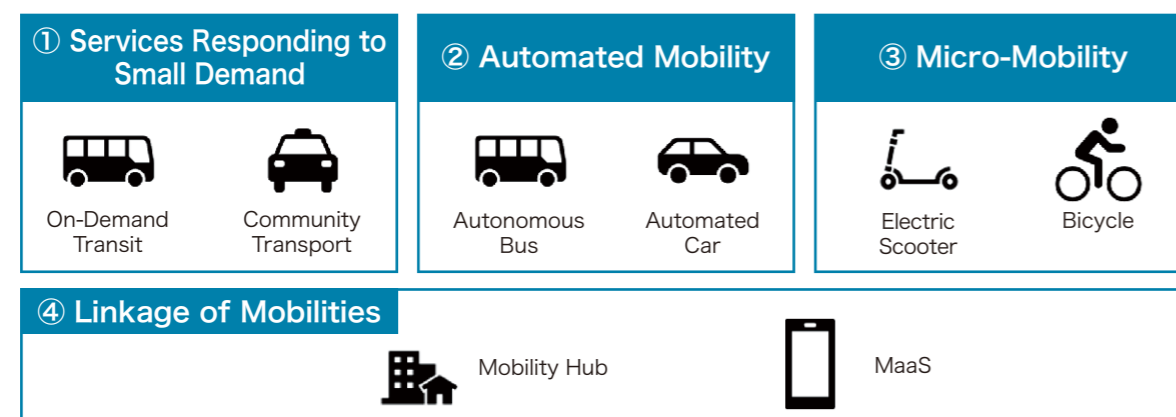 ① Services Responding to
Small Demand
On-Demand
Transit
Community
Transport
② Automated Mobility
Autonomous
Bus
Automated
Car
③ Micro-Mobility
Electric
Scooter
Bicycle
④ Linkage of Mobilities
Mobility Hub
MaaS